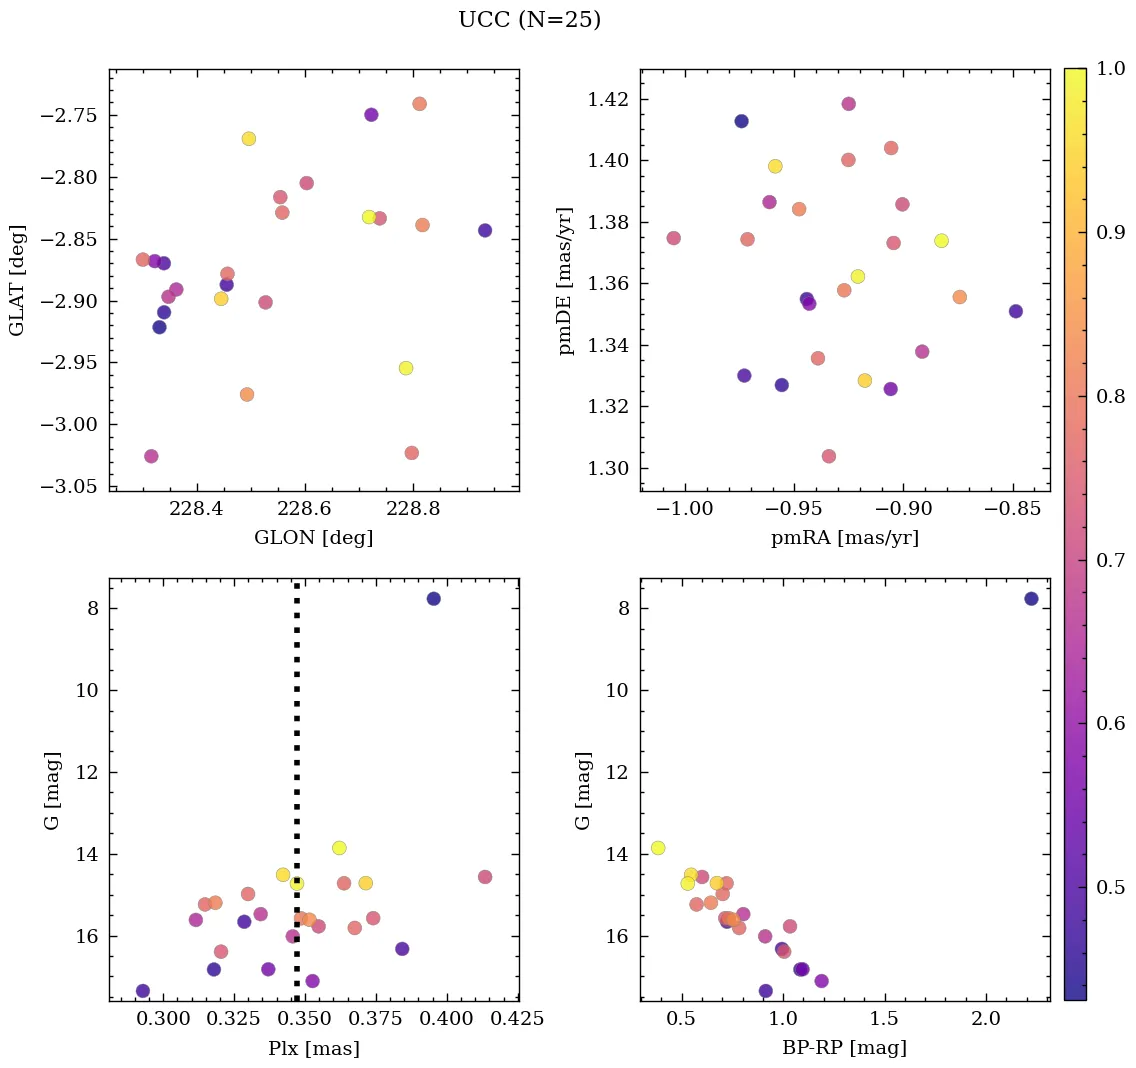 UCC (N=25)
−2.75
−2.80
−2.85
−2.90
−2.95
−3.00
−3.05
GLAT [deg]
228.4 228.6 228.8
GLON [deg]
1.42
1.40
1.38
1.36
1.34
1.32
1.30
pmDE [mas/yr]
−1.00 −0.95 −0.90 −0.85
pmRA [mas/yr]
8
10
12
14
16
G [mag]
0.300 0.325 0.350 0.375 0.400 0.425
Plx [mas]
8
10
12
14
16
G [mag]
0.5 1.0 1.5 2.0
BP-RP [mag]
1.0
0.9
0.8
0.7
0.6
0.5